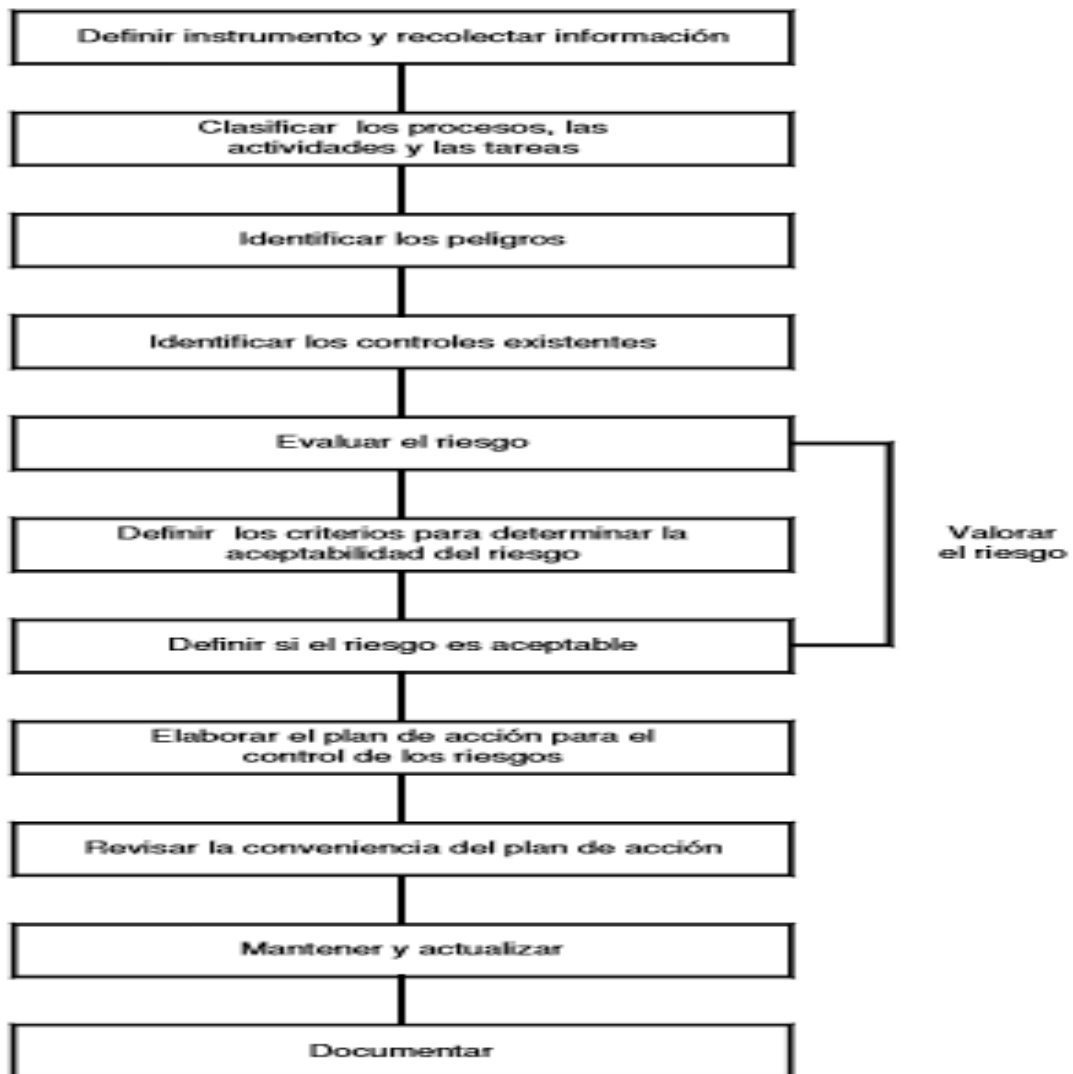 Definir instrumento y recolectar información
Clasificar los procesos, las
actividades y las tareas
Identificar los peligros
Identificar los controles existentes
Evaluar el riesgo
Definir los criterios para determinar la
aceptabilidad del riesgo
Valorar
el riesgo
Definir si el riesgo es aceptable
Elaborar el plan de acción para el
control de los riesgos
Revisar la conveniencia del plan de acción
Mantener y actualizar
Documentar